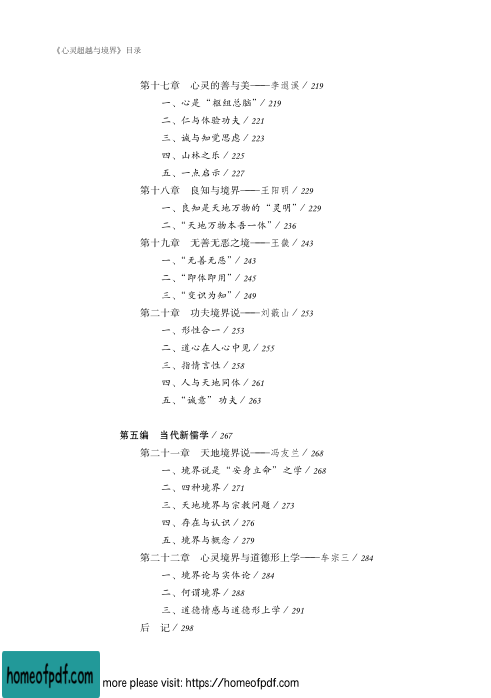 《心灵超越与境界》目录
第十七章　心灵的善与美——李退溪 / 219
一、心是“枢纽总脑” / 219
二、仁与体验功夫 / 221
三、诚与知觉思虑 / 223
四、山林之乐 / 225
五、一点启示 / 227
第十八章　良知与境界——王阳明 / 229
一、良知是天地万物的“灵明” / 229
二、“天地万物本吾一体” / 236
第十九章　无善无恶之境——王畿 / 243
一、“无善无恶” / 243
二、“即体即用” / 245
三、“变识为知” / 249
第二十章　功夫境界说——刘蕺山 / 253
一、形性合一 / 253
二、道心在人心中见 / 255
三、指情言性 / 258
四、人与天地同体 / 261
五、“诚意”功夫 / 263
第五编　当代新儒学 / 267
第二十一章　天地境界说——冯友兰 / 268
一、境界说是“安身立命”之学 / 268
二、四种境界 / 271
三、天地境界与宗教问题 / 273
四、存在与认识 / 276
五、境界与概念 / 279
第二十二章　心灵境界与道德形上学——牟宗三 / 284
一、境界论与实体论 / 284
二、何谓境界 / 288
三、道德情感与道德形上学 / 291
后　记 / 298
homeofpdf.com more please visit: https://homeofpdf.com